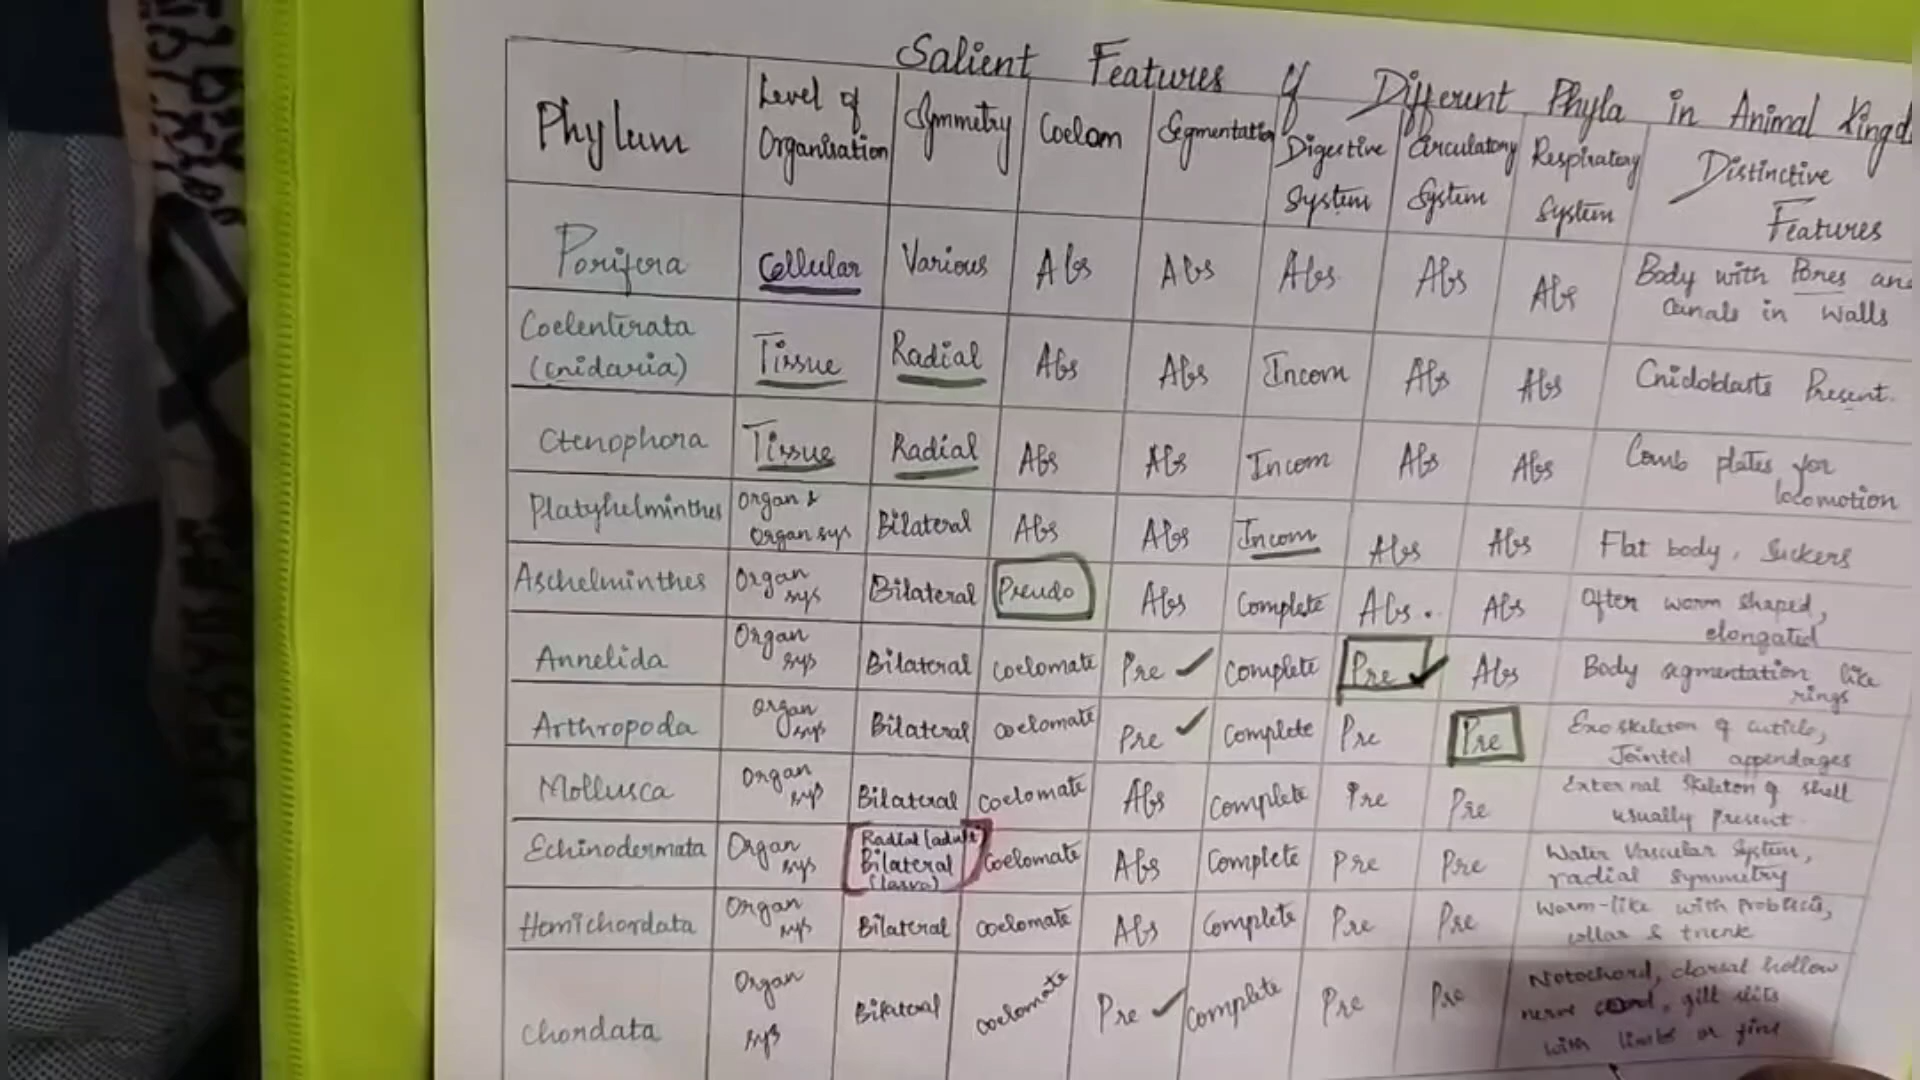 Salient Features of Different Phyla in Animal Kingd
Phylum
Level of
Organisation
Symmetry
Coelom
Segmentation
Digestive
System
Circulatory
System
Respiratory
System
Distinctive
Features
Porifera
Cellular
Various
Abs
Abs
Abs
Abs
Abs
Body with Pores and
Canals in walls
Coelenterata
(cnidaria)
Tissue
Radial
Abs
Abs
Incom
Abs
Abs
Cnidoblasts Present.
Ctenophora
Tissue
Radial
Abs
Abs
Incom
Abs
Abs
Comb plates for
locomotion
Platyhelminthes
Organ &
Organ sys
Bilateral
Abs
Abs
Incom
Abs
Abs
Flat body, Suckers
Aschelminthes
Organ
sys
Bilateral
Pseudo
Abs
Complete
Abs.
Abs
Often worm shaped,
elongated
Annelida
Organ
sys
Bilateral
coelomate
Pre ✓
Complete
Pre ✓
Abs
Body segmentation like
rings
Arthropoda
Organ
sys
Bilateral
coelomate
Pre ✓
Complete
Pre
Pre
Exoskeleton of cuticle,
Jointed appendages
Mollusca
Organ
sys
Bilateral
coelomate
Abs
Complete
Pre
Pre
External Skeleton of shell
usually present.
Echinodermata
Organ
sys
Radial (adult)
Bilateral
(larva)
coelomate
Abs
Complete
Pre
Pre
Water Vascular System,
radial symmetry
Hemichordata
Organ
sys
Bilateral
coelomate
Abs
Complete
Pre
Pre
Worm-like with proboscis,
collar & trunk
Chordata
Organ
sys
Bilateral
coelomate
Pre ✓
Complete
Pre
Pre
Notochord, dorsal hollow
nerve cord, gill slits
with limbs or fins